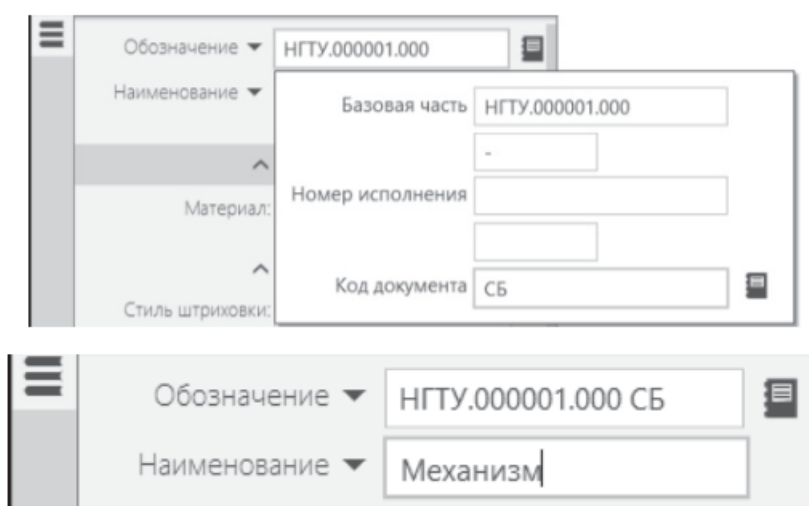 Обозначение НГТУ.000001.000
Наименование
Базовая часть НГТУ.000001.000
-
Номер исполнения
Материал:
Код документа СБ
Стиль штриховки:
Обозначение НГТУ.000001.000 СБ
Наименование Механизм